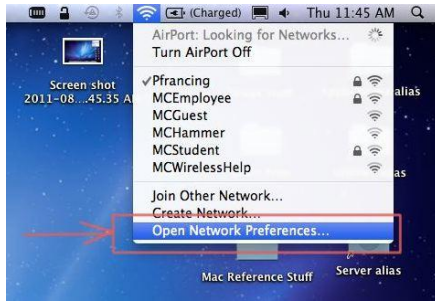 (Charged) Thu 11:45 AM
AirPort: Looking for Networks...
Turn AirPort Off
Screen shot
2011-08....45.35 A
✓Pfrancing
MCEmployee
alias
MCGuest
MCHammer
MCStudent
as
MCWirelessHelp
Join Other Network...
Create Network...
Open Network Preferences...
Mac Reference Stuff
Server alias